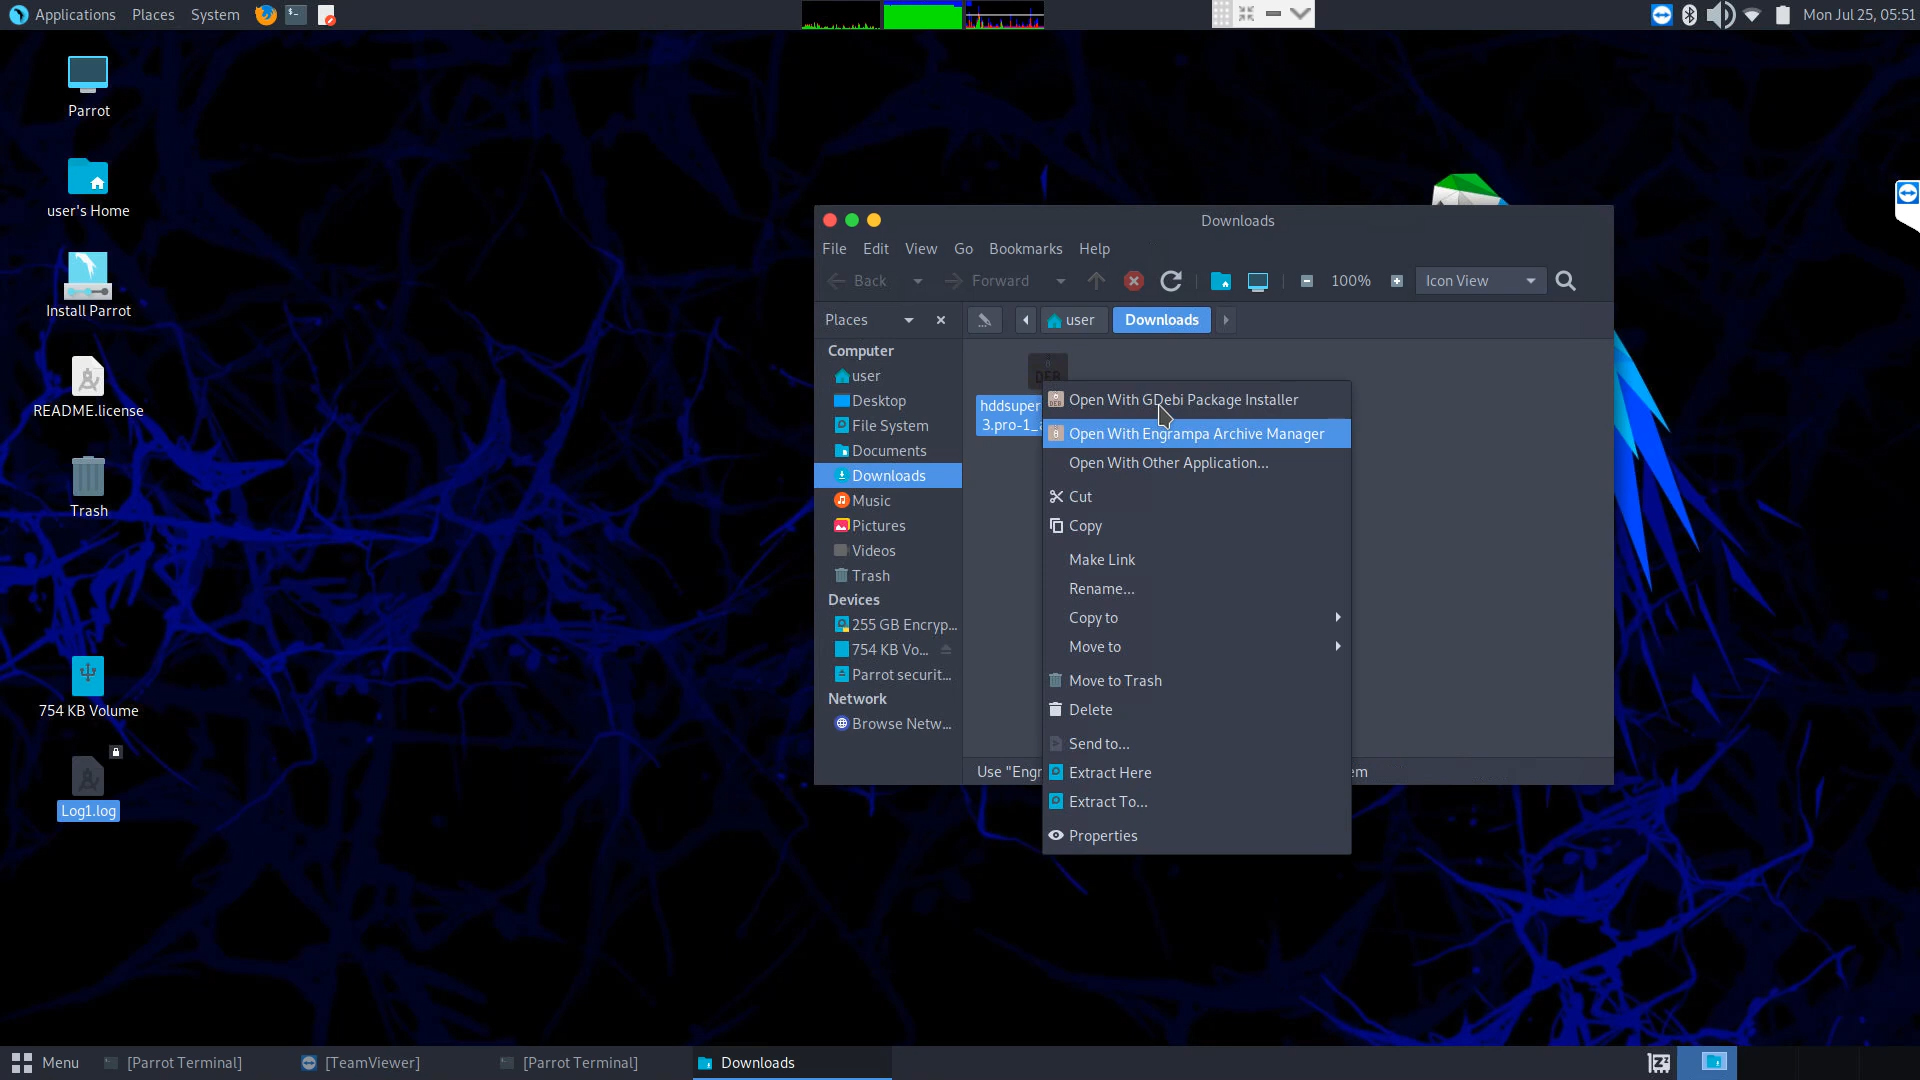 Applications Places System Mon Jul 25, 05:51
Parrot
user's Home
Install Parrot
README.license
Trash
754 KB Volume
Log1.log
Downloads
File Edit View Go Bookmarks Help
Back Forward 100% Icon View
Places user Downloads
Computer
user
Desktop
File System
Documents
Downloads
Music
Pictures
Videos
Trash
Devices
255 GB Encryp...
754 KB Vo...
Parrot securit...
Network
Browse Netw...
DEB
hddsuper
3.pro-1_
Open With GDebi Package Installer
Open With Engrampa Archive Manager
Open With Other Application...
Cut
Copy
Make Link
Rename...
Copy to
Move to
Move to Trash
Delete
Send to...
Extract Here
Extract To...
Properties
Use "Engr em
Menu [Parrot Terminal] [TeamViewer] [Parrot Terminal] Downloads